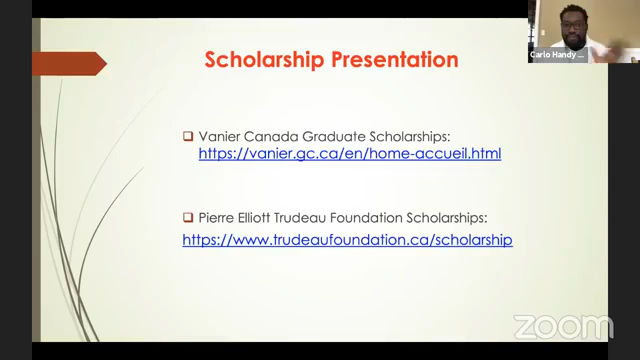 Scholarship Presentation
Carlo Handy ...
Vanier Canada Graduate Scholarships:
https://vanier.gc.ca/en/home-accueil.html
Pierre Elliott Trudeau Foundation Scholarships:
https://www.trudeaufoundation.ca/scholarship
zoom